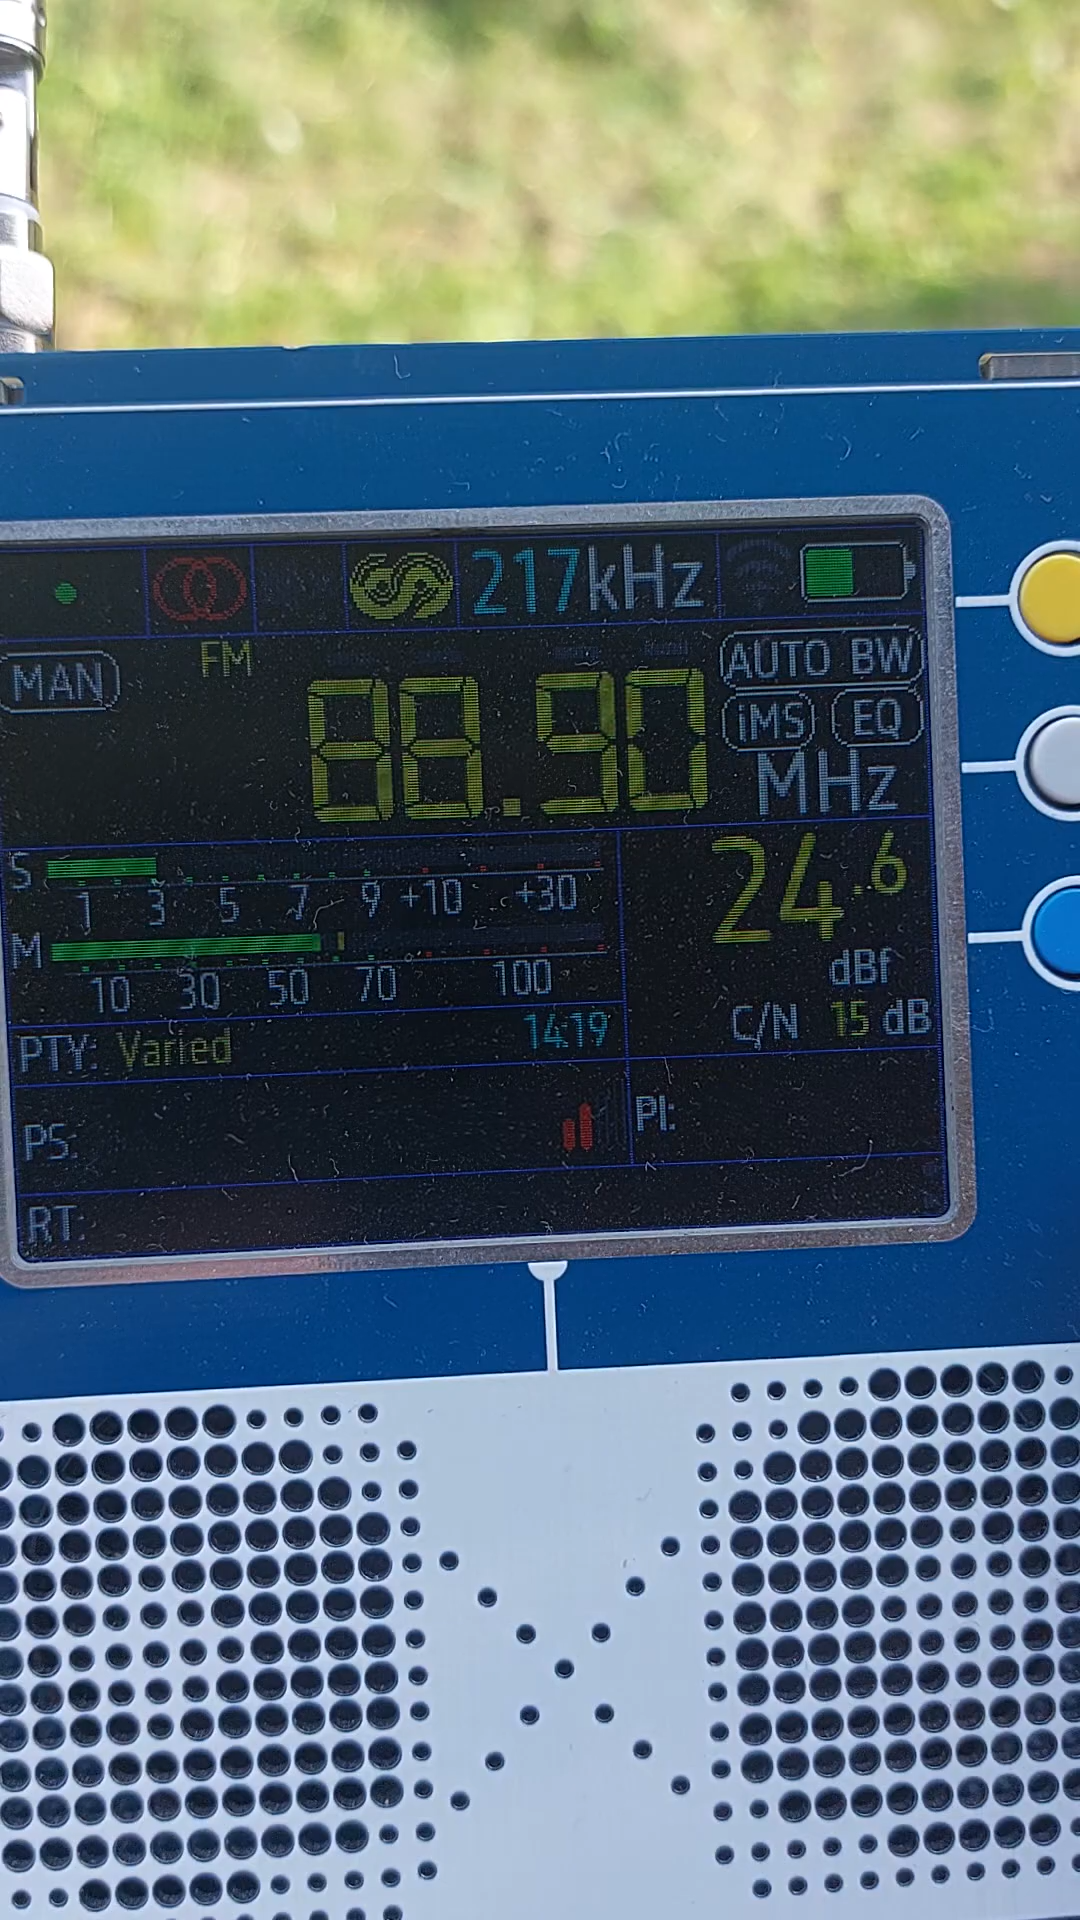 217kHz
MAN FM AUTO BW
88.90 iMS EQ
MHz
S
1 3 5 7 9 +10 +30
24.6
M
10 30 50 70 100
dBf
PTY: Varied 14:19
C/N 15 dB
PS:
PI:
RT: